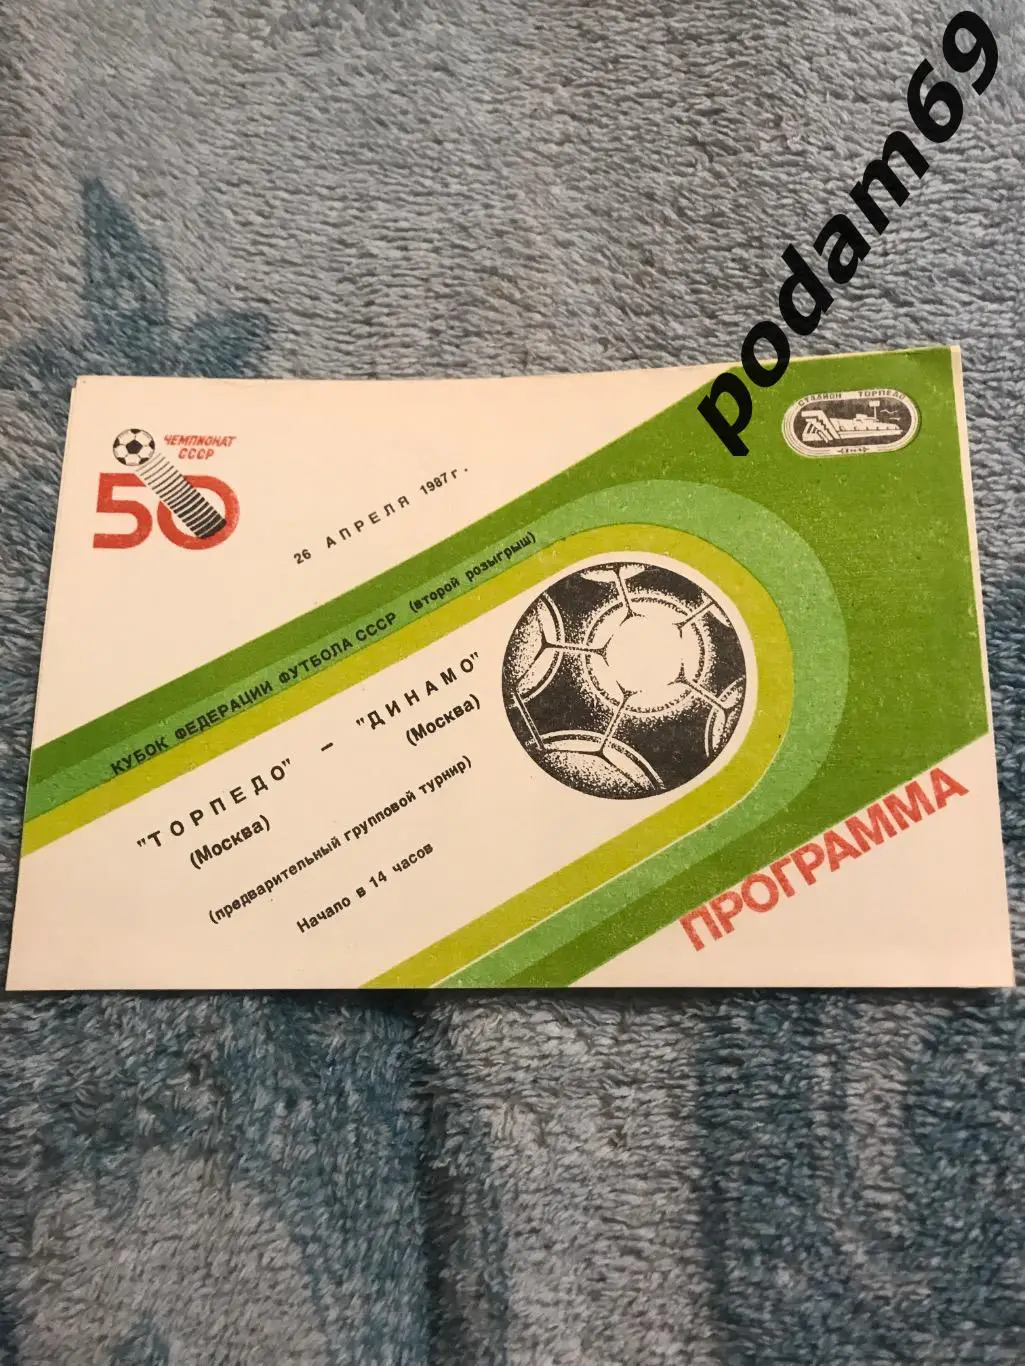 podam69
СТАДИОН ТОРПЕДО
ЧЕМПИОНАТ
СССР
50
26 АПРЕЛЯ 1987 г.
КУБОК ФЕДЕРАЦИИ ФУТБОЛА СССР (второй розыгрыш)
"ТОРПЕДО" – "ДИНАМО"
(Москва) (Москва)
(предварительный групповой турнир)
Начало в 14 часов
ПРОГРАММА